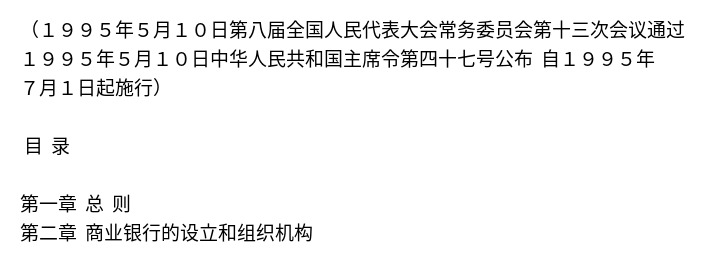 （１９９５年５月１０日第八届全国人民代表大会常务委员会第十三次会议通过
１９９５年５月１０日中华人民共和国主席令第四十七号公布 自１９９５年
７月１日起施行）
目 录
第一章 总 则
第二章 商业银行的设立和组织机构